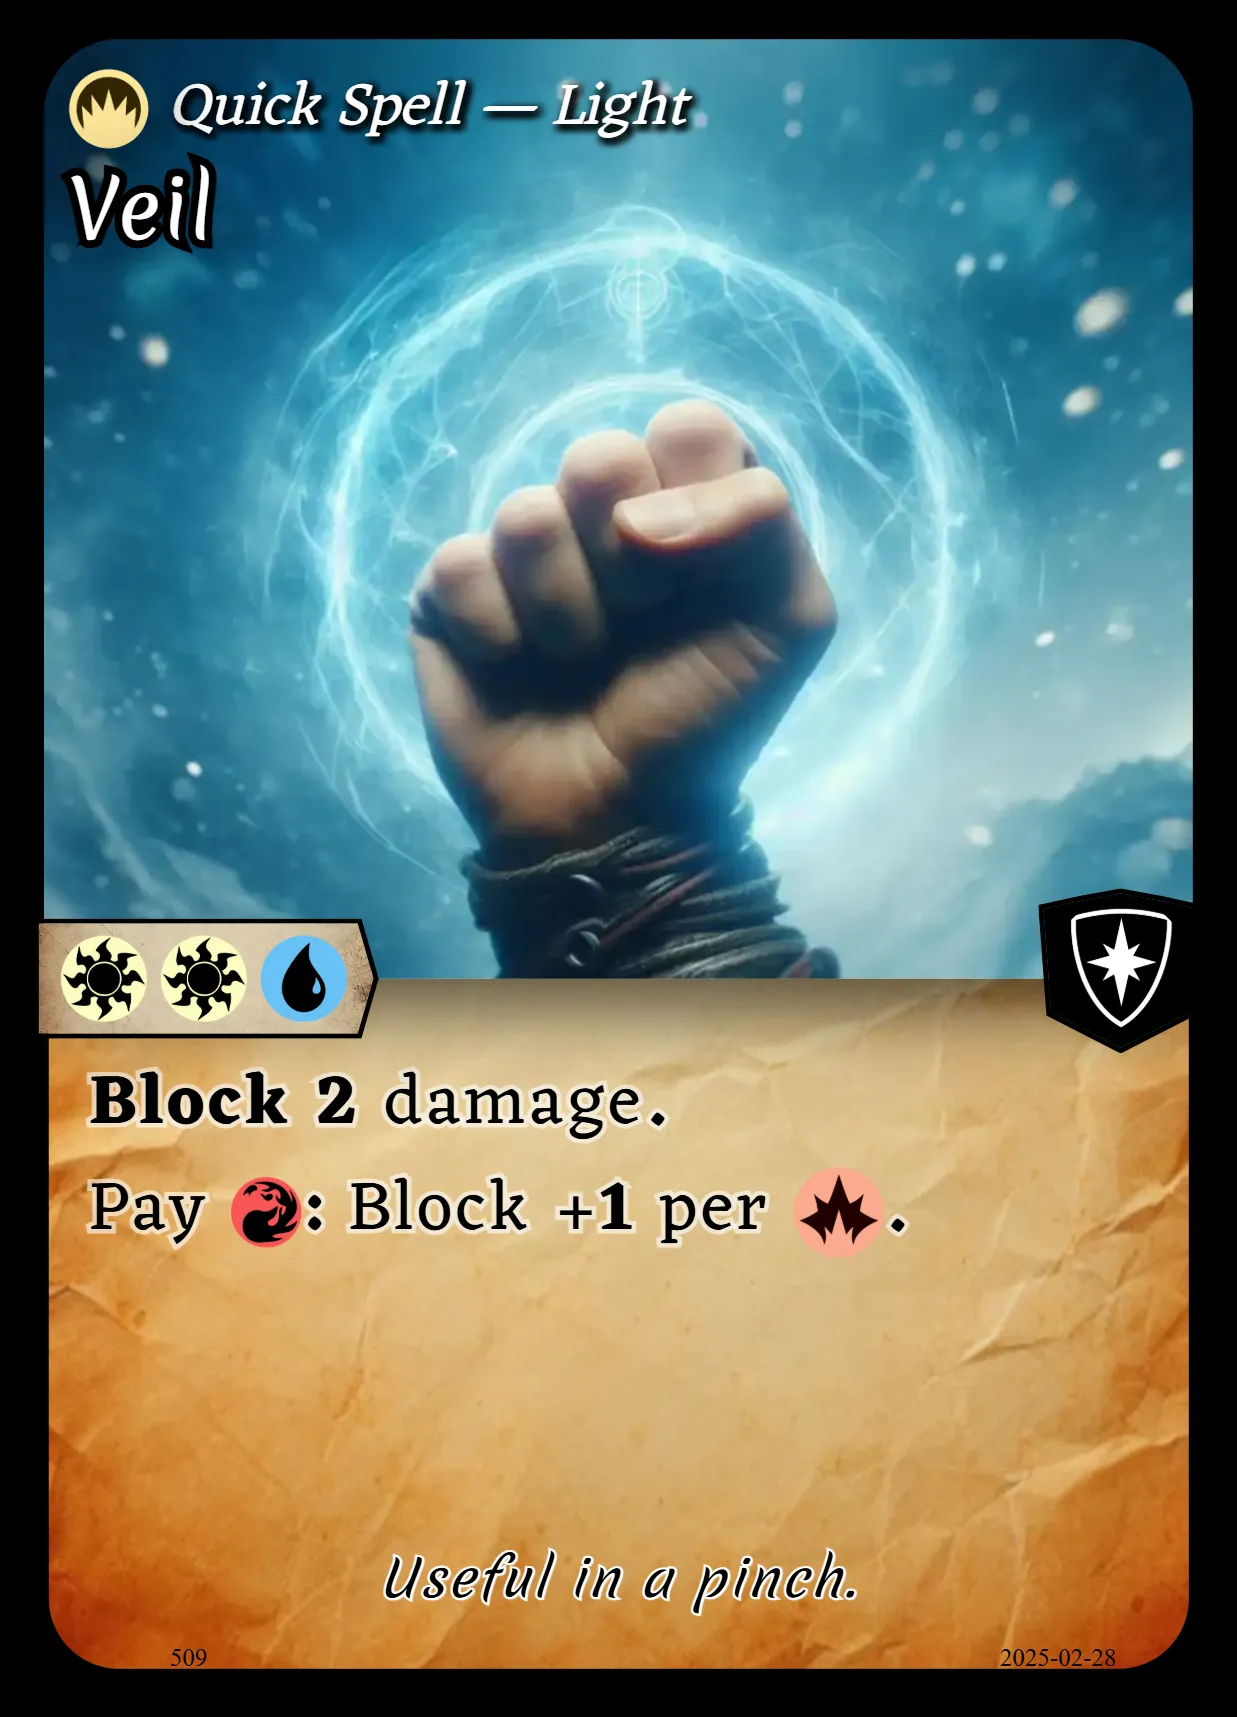 Quick Spell — Light
Veil
Block 2 damage.
Pay : Block +1 per .
Useful in a pinch.
509 2025-02-28